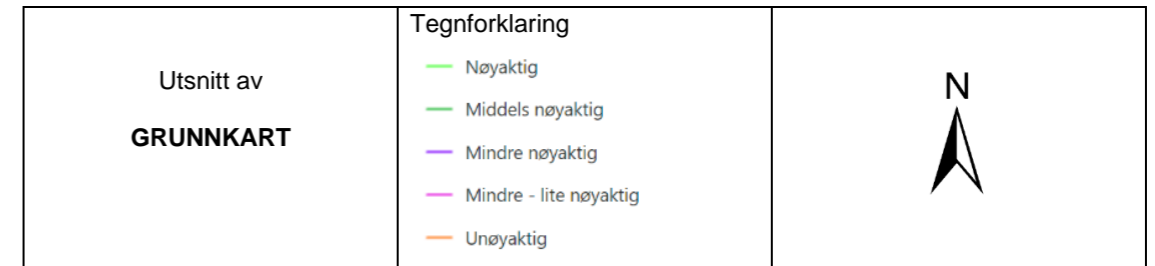 Utsnitt av
GRUNNKART
Tegnforklaring
Nøyaktig
Middels nøyaktig
Mindre nøyaktig
Mindre - lite nøyaktig
Unøyaktig
N